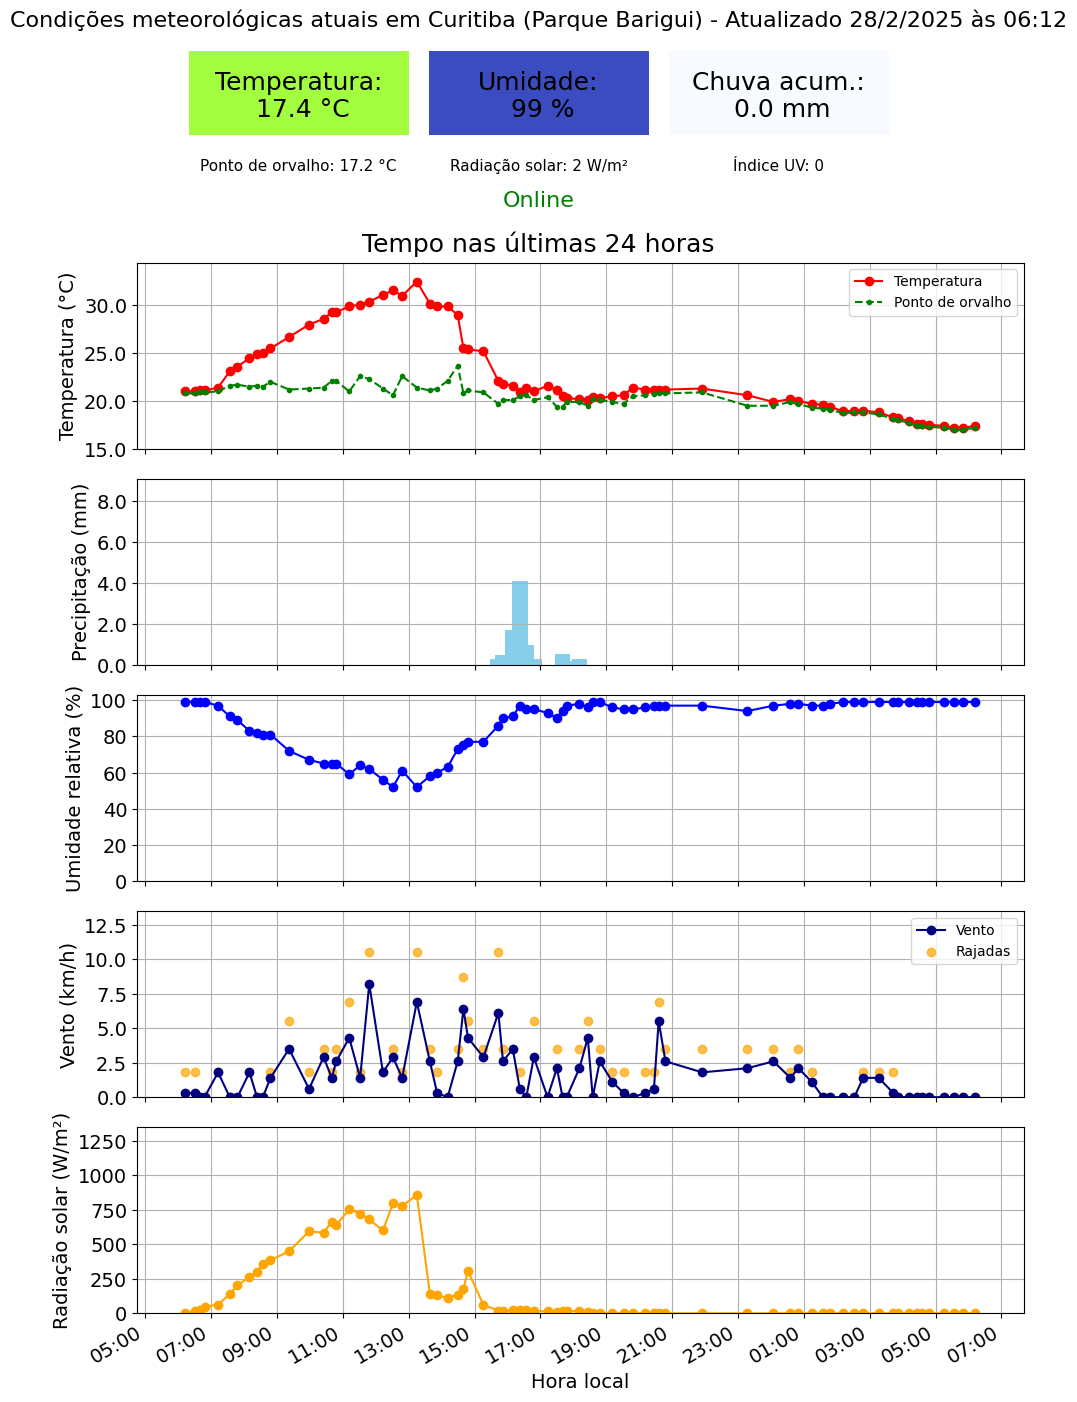 Condições meteorológicas atuais em Curitiba (Parque Barigui) - Atualizado 28/2/2025 às 06:12
Temperatura:
17.4 °C
Umidade:
99 %
Chuva acum.:
0.0 mm
Ponto de orvalho: 17.2 °C
Radiação solar: 2 W/m²
Índice UV: 0
Online
Tempo nas últimas 24 horas
Temperatura (°C)
30.0
25.0
20.0
15.0
Temperatura
Ponto de orvalho
Precipitação (mm)
8.0
6.0
4.0
2.0
0.0
Umidade relativa (%)
100
80
60
40
20
0
Vento (km/h)
12.5
10.0
7.5
5.0
2.5
0.0
Vento
Rajadas
Radiação solar (W/m²)
1250
1000
750
500
250
0
05:00
07:00
09:00
11:00
13:00
15:00
17:00
19:00
21:00
23:00
01:00
03:00
05:00
07:00
Hora local